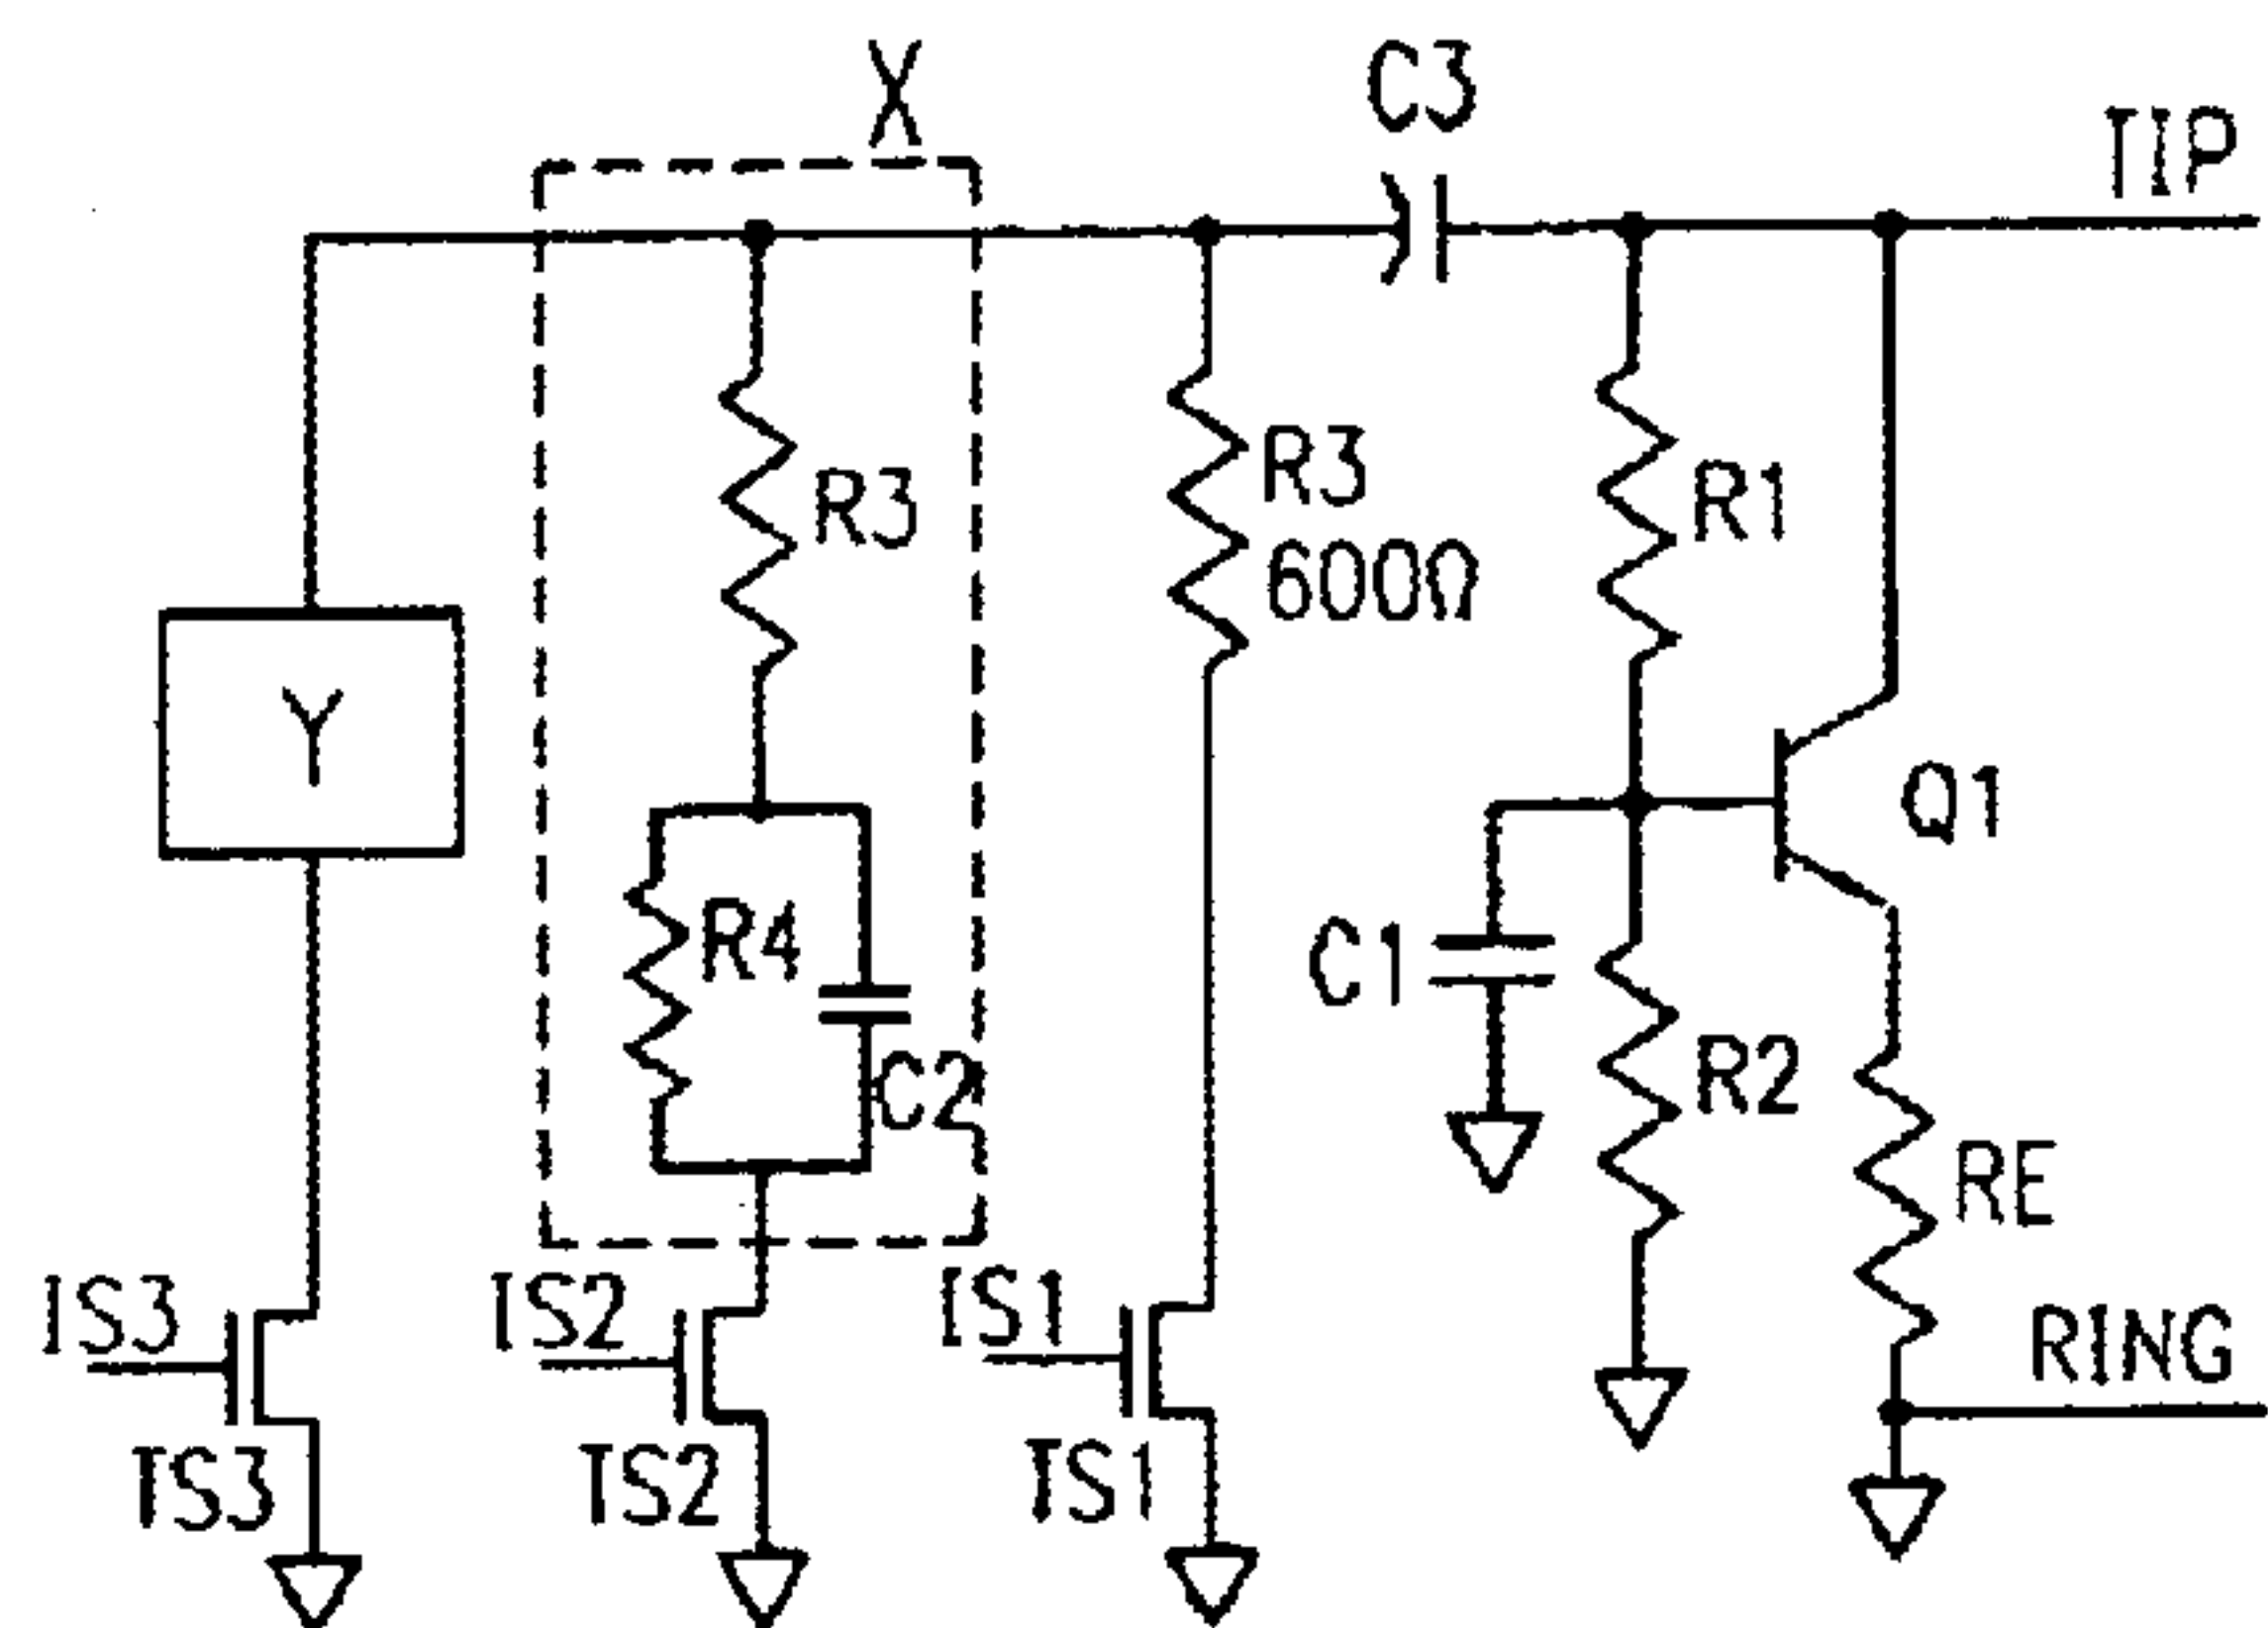 X
C3
TIP
R3
R3
600Ω
R1
Y
Q1
R4
C1
C2
R2
RE
IS3
IS2
IS1
RING
TS3
TS2
TS1